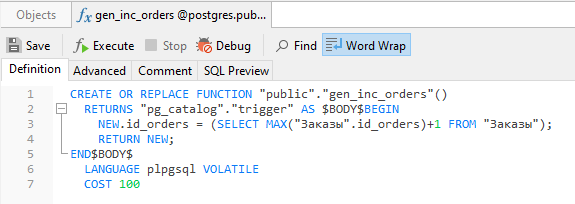 Objects
fx gen_inc_orders @postgres.pub...
Save Execute Stop Debug Find Word Wrap
Definition Advanced Comment SQL Preview
1 CREATE OR REPLACE FUNCTION "public"."gen_inc_orders"()
2 RETURNS "pg_catalog"."trigger" AS $BODY$BEGIN
3 NEW.id_orders = (SELECT MAX("Заказы".id_orders)+1 FROM "Заказы");
4 RETURN NEW;
5 END$BODY$
6 LANGUAGE plpgsql VOLATILE
7 COST 100